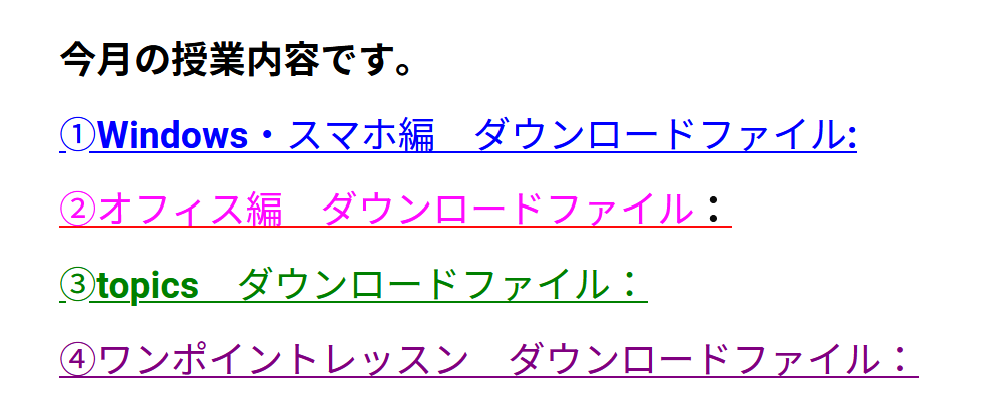 今月の授業内容です。
①Windows・スマホ編　ダウンロードファイル:
②オフィス編　ダウンロードファイル：
③topics　ダウンロードファイル：
④ワンポイントレッスン　ダウンロードファイル：